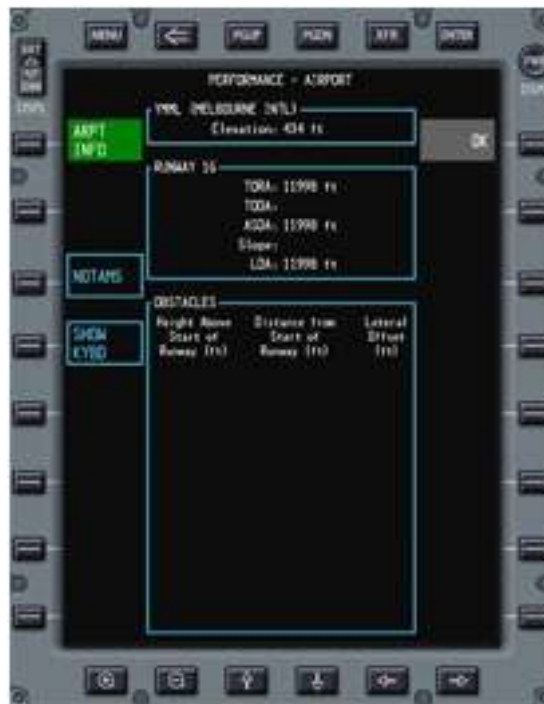 MENU PGUP PGDN XFR ENTER
PWR
PERFORMANCE - AIRPORT
ARPT
INFO
YMML (MELBOURNE INTL)
Elevation: 434 ft
OK
RUNWAY 16
TORA: 11998 ft
TODA:
ASDA: 11998 ft
Slope:
LDA: 11998 ft
NOTAMS
SHOW
KYBD
OBSTACLES
Height Above
Start of
Runway (ft)
Distance from
Start of
Runway (ft)
Lateral
Offset
(ft)